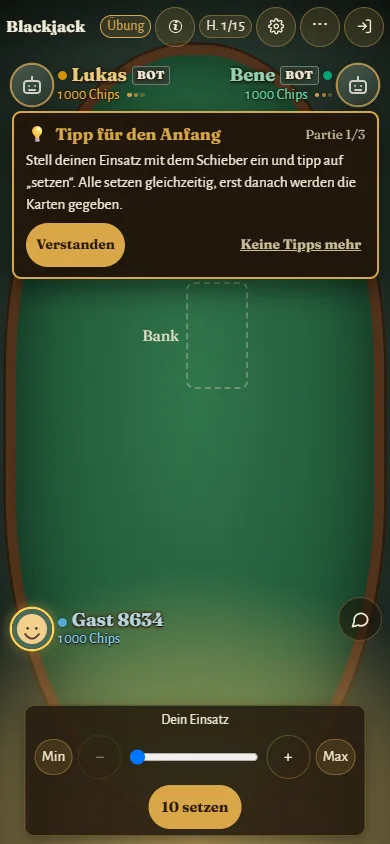 Blackjack Übung H. 1/15
Lukas BOT
1000 Chips
Bene BOT
1000 Chips
Tipp für den Anfang Partie 1/3
Stell deinen Einsatz mit dem Schieber ein und tipp auf
„setzen“. Alle setzen gleichzeitig, erst danach werden die
Karten gegeben.
Verstanden Keine Tipps mehr
Bank
Gast 8634
1000 Chips
Dein Einsatz
Min − + Max
10 setzen